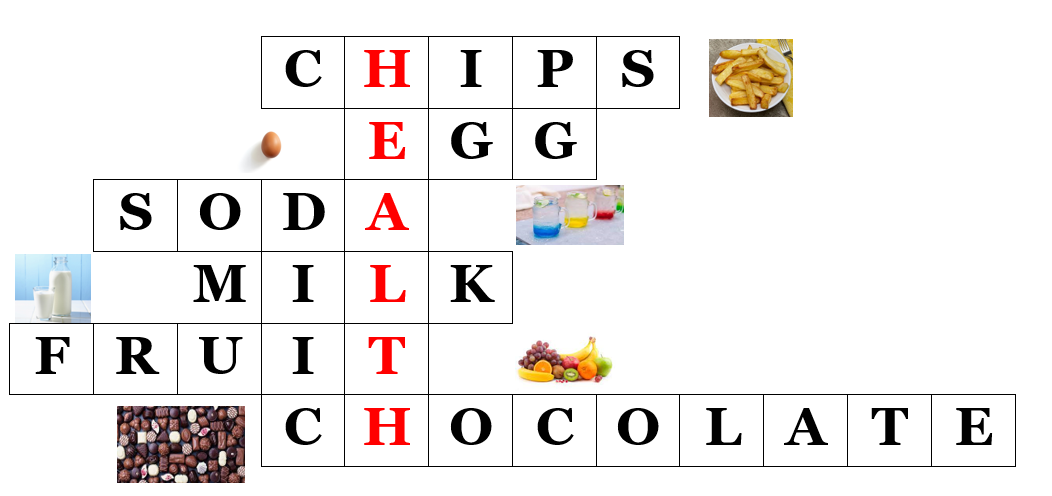 CHIPS
EGG
SODA
MILK
FRUIT
CHOCOLATE